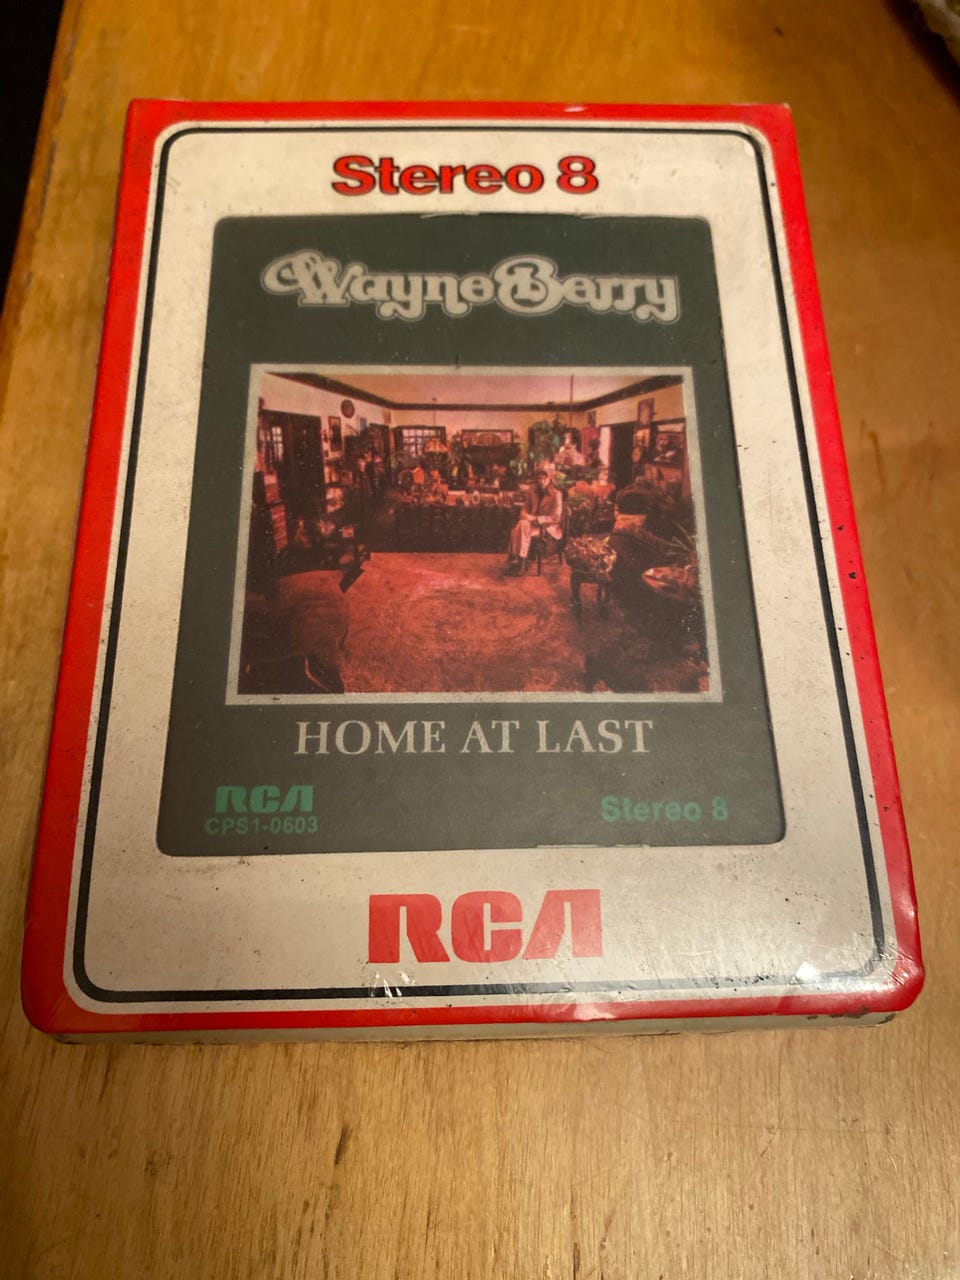 Stereo 8
Wayne Berry
HOME AT LAST
RCA
CPS1-0603
Stereo 8
RCA